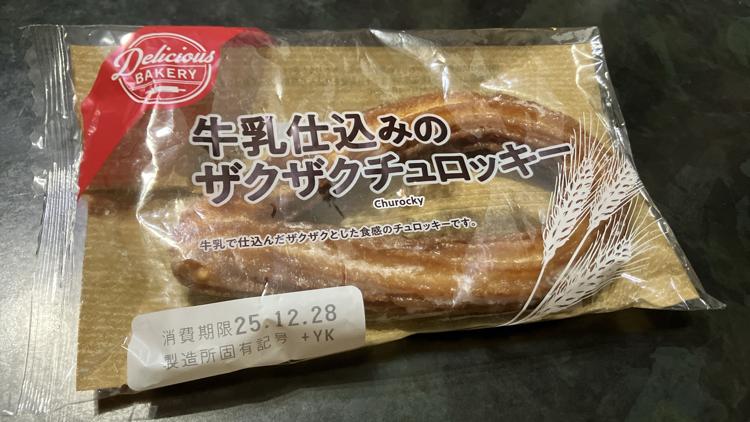 Delicious
BAKERY
牛乳仕込みの
ザクザクチュロッキー
Churocky
牛乳で仕込んだザクザクとした食感のチュロッキーです。
消費期限25.12.28
製造所固有記号 +YK